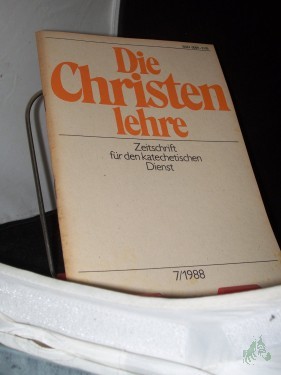 Die
Christen
lehre
Zeitschrift
für den katechetischen
Dienst
7/1988